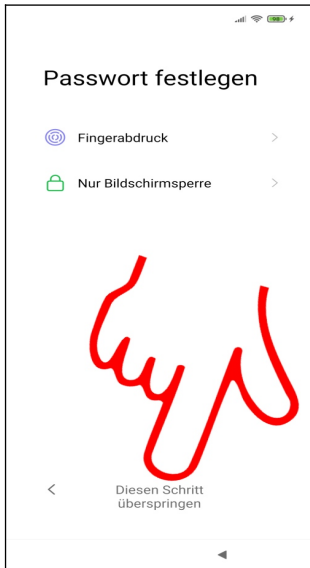 Passwort festlegen
Fingerabdruck
Nur Bildschirmsperre
Diesen Schritt
überspringen